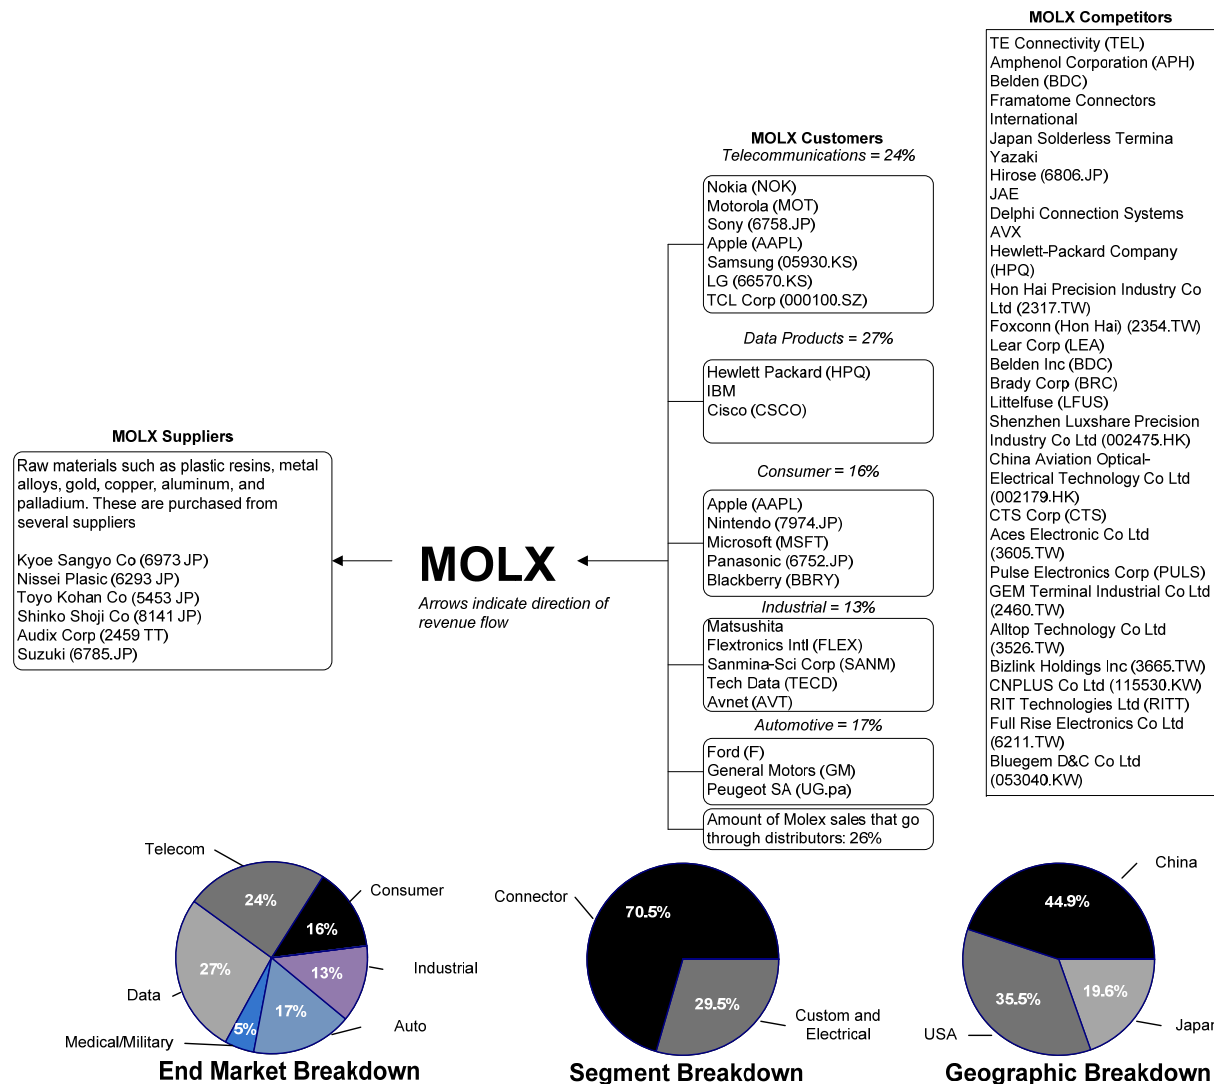 MOLX Competitors
TE Connectivity (TEL)
Amphenol Corporation (APH)
Belden (BDC)
Framatome Connectors
International
Japan Solderless Termina
Yazaki
Hirose (6806.JP)
JAE
Delphi Connection Systems
AVX
Hewlett-Packard Company
(HPQ)
Hon Hai Precision Industry Co
Ltd (2317.TW)
Foxconn (Hon Hai) (2354.TW)
Lear Corp (LEA)
Belden Inc (BDC)
Brady Corp (BRC)
Littelfuse (LFUS)
Shenzhen Luxshare Precision
Industry Co Ltd (002475.HK)
China Aviation Optical-
Electrical Technology Co Ltd
(002179.HK)
CTS Corp (CTS)
Aces Electronic Co Ltd
(3605.TW)
Pulse Electronics Corp (PULS)
GEM Terminal Industrial Co Ltd
(2460.TW)
Alltop Technology Co Ltd
(3526.TW)
Bizlink Holdings Inc (3665.TW)
CNPLUS Co Ltd (115530.KW)
RIT Technologies Ltd (RITT)
Full Rise Electronics Co Ltd
(6211.TW)
Bluegem D&C Co Ltd
(053040.KW)
MOLX Customers
Telecommunications = 24%
Nokia (NOK)
Motorola (MOT)
Sony (6758.JP)
Apple (AAPL)
Samsung (05930.KS)
LG (66570.KS)
TCL Corp (000100.SZ)
Data Products = 27%
Hewlett Packard (HPQ)
IBM
Cisco (CSCO)
Consumer = 16%
Apple (AAPL)
Nintendo (7974.JP)
Microsoft (MSFT)
Panasonic (6752.JP)
Blackberry (BBRY)
Industrial = 13%
Matsushita
Flextronics Intl (FLEX)
Sanmina-Sci Corp (SANM)
Tech Data (TECD)
Avnet (AVT)
Automotive = 17%
Ford (F)
General Motors (GM)
Peugeot SA (UG.pa)
Amount of Molex sales that go
through distributors: 26%
MOLX Suppliers
Raw materials such as plastic resins, metal
alloys, gold, copper, aluminum, and
palladium. These are purchased from
several suppliers
Kyoe Sangyo Co (6973 JP)
Nissei Plasic (6293 JP)
Toyo Kohan Co (5453 JP)
Shinko Shoji Co (8141 JP)
Audix Corp (2459 TT)
Suzuki (6785.JP)
MOLX
Arrows indicate direction of
revenue flow
Telecom
Consumer
24%
16%
27%
13%
Industrial
Data
17%
5%
Auto
Medical/Military
End Market Breakdown
Connector
70.5%
29.5%
Custom and
Electrical
Segment Breakdown
China
44.9%
35.5%
19.6%
USA
Japan
Geographic Breakdown